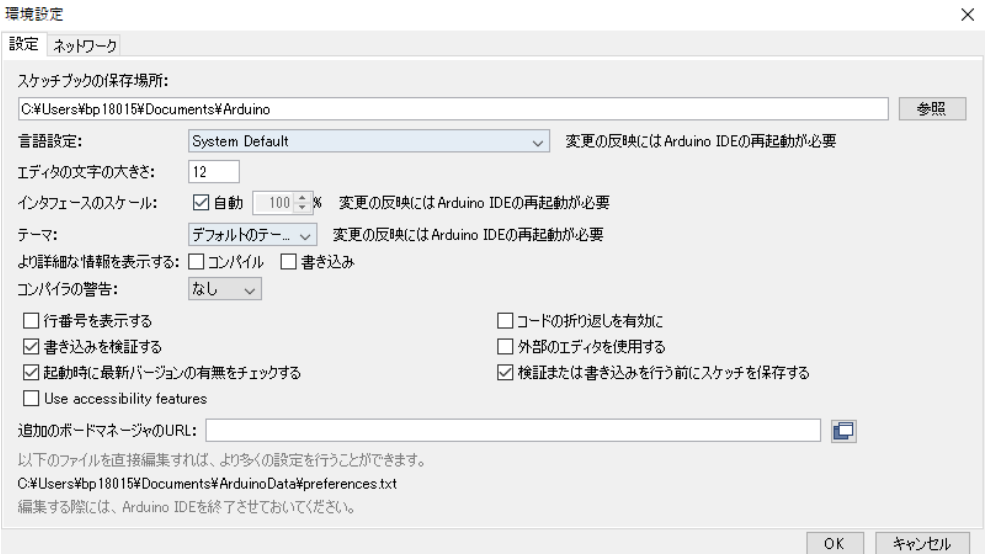 環境設定
設定 ネットワーク
スケッチブックの保存場所:
C:¥Users¥bp18015¥Documents¥Arduino 参照
言語設定: System Default 変更の反映にはArduino IDEの再起動が必要
エディタの文字の大きさ: 12
インタフェースのスケール: 自動 100 % 変更の反映にはArduino IDEの再起動が必要
テーマ: デフォルトのテー... 変更の反映にはArduino IDEの再起動が必要
より詳細な情報を表示する: コンパイル 書き込み
コンパイラの警告: なし
行番号を表示する コードの折り返しを有効に
書き込みを検証する 外部のエディタを使用する
起動時に最新バージョンの有無をチェックする 検証または書き込みを行う前にスケッチを保存する
Use accessibility features
追加のボードマネージャのURL:
以下のファイルを直接編集すれば、より多くの設定を行うことができます。
C:¥Users¥bp18015¥Documents¥ArduinoData¥preferences.txt
編集する際には、Arduino IDEを終了させておいてください。
OK キャンセル